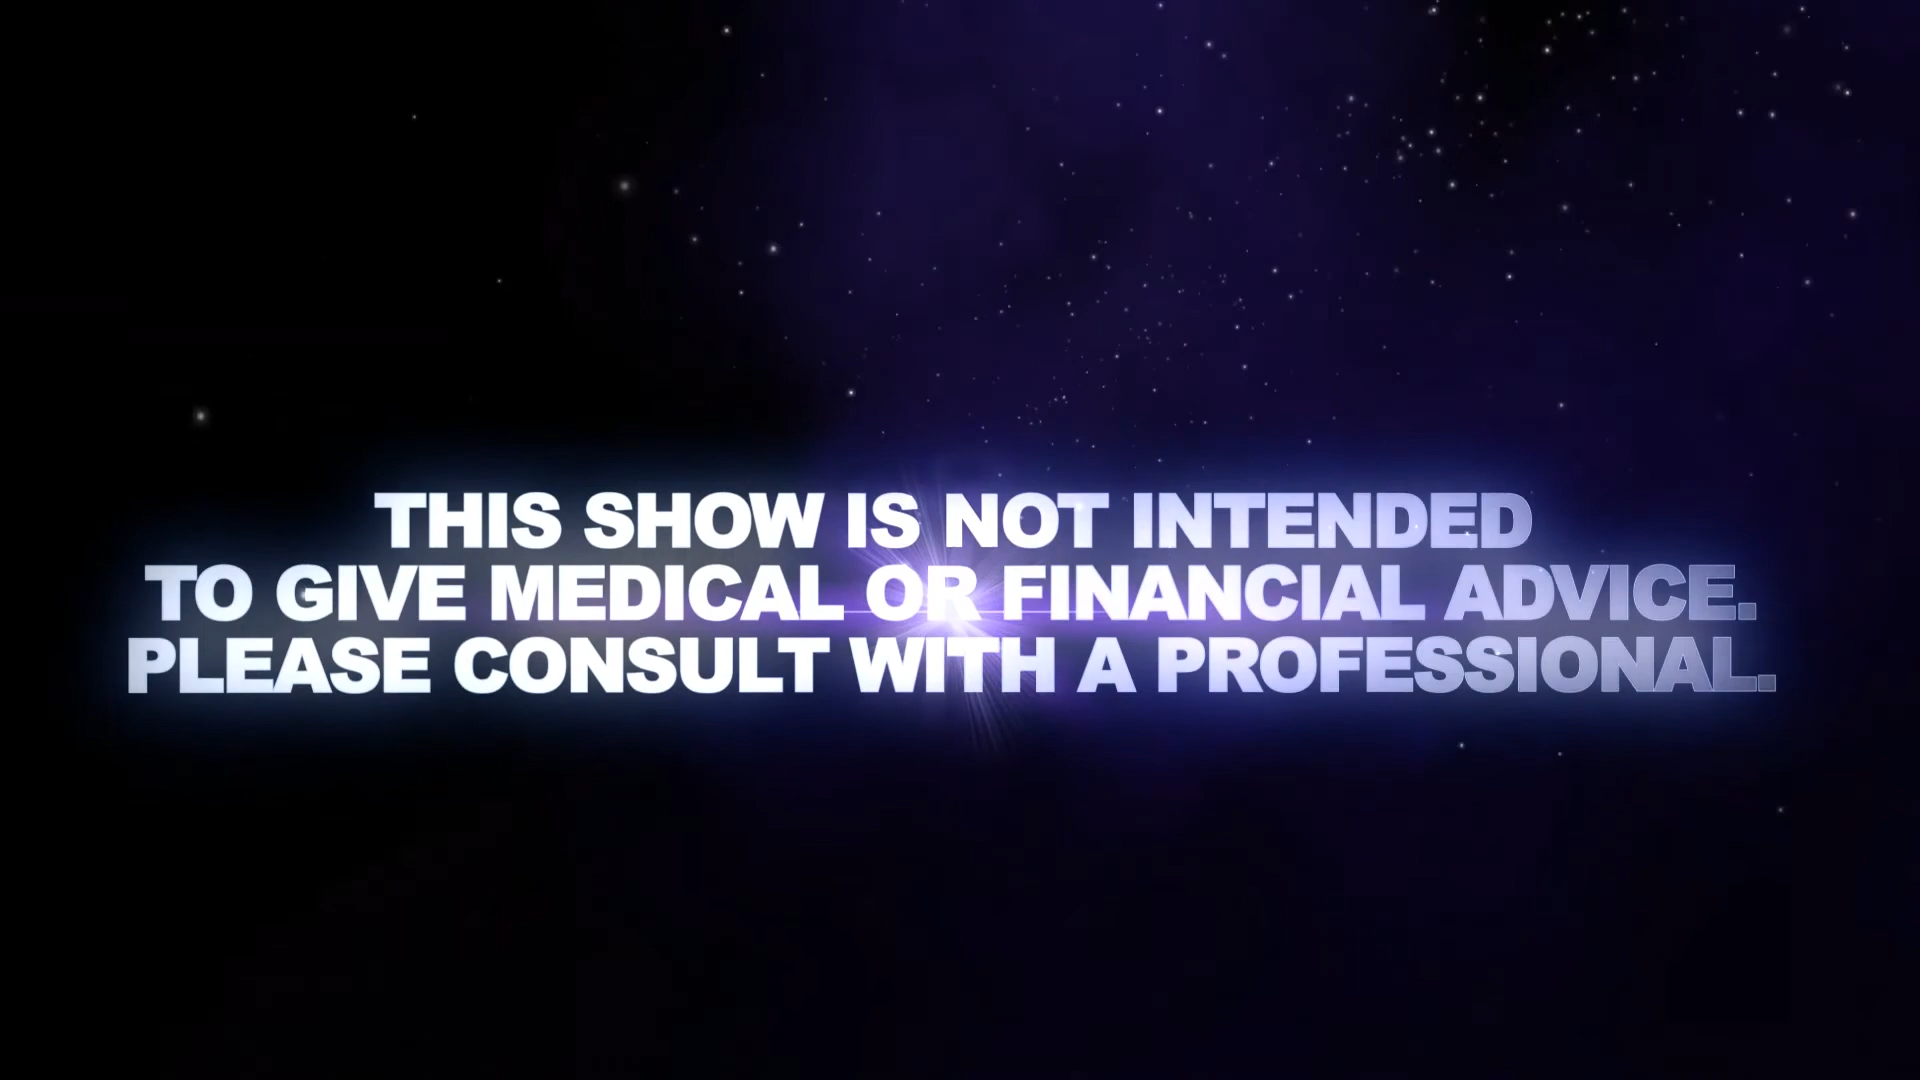 THIS SHOW IS NOT INTENDED
TO GIVE MEDICAL OR FINANCIAL ADVICE.
PLEASE CONSULT WITH A PROFESSIONAL.